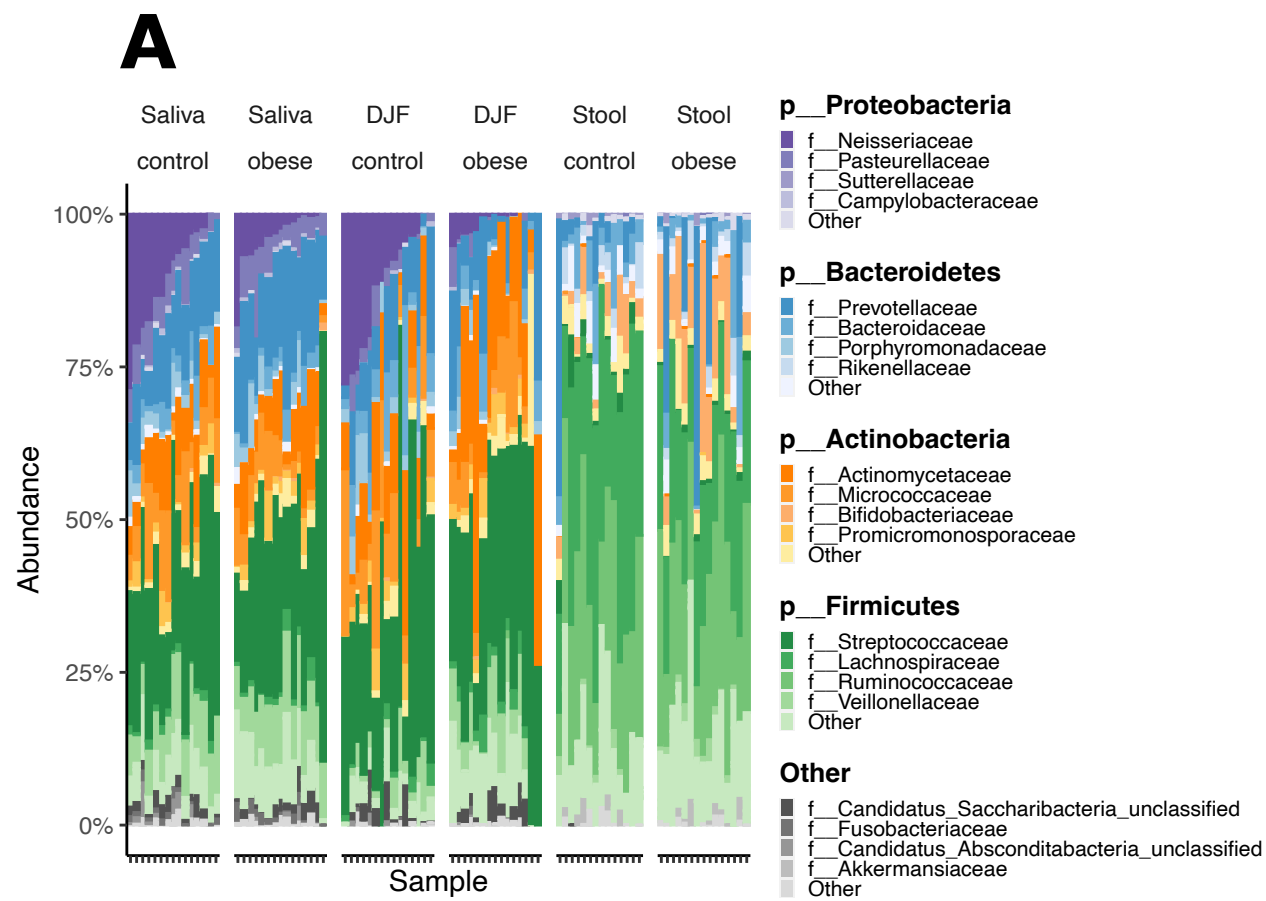 A
Saliva Saliva DJF DJF Stool Stool
control obese control obese control obese
100%
75%
50%
25%
0%
Abundance
Sample
p__Proteobacteria
f__Neisseriaceae
f__Pasteurellaceae
f__Sutterellaceae
f__Campylobacteraceae
Other
p__Bacteroidetes
f__Prevotellaceae
f__Bacteroidaceae
f__Porphyromonadaceae
f__Rikenellaceae
Other
p__Actinobacteria
f__Actinomycetaceae
f__Micrococcaceae
f__Bifidobacteriaceae
f__Promicromonosporaceae
Other
p__Firmicutes
f__Streptococcaceae
f__Lachnospiraceae
f__Ruminococcaceae
f__Veillonellaceae
Other
Other
f__Candidatus_Saccharibacteria_unclassified
f__Fusobacteriaceae
f__Candidatus_Absconditabacteria_unclassified
f__Akkermansiaceae
Other